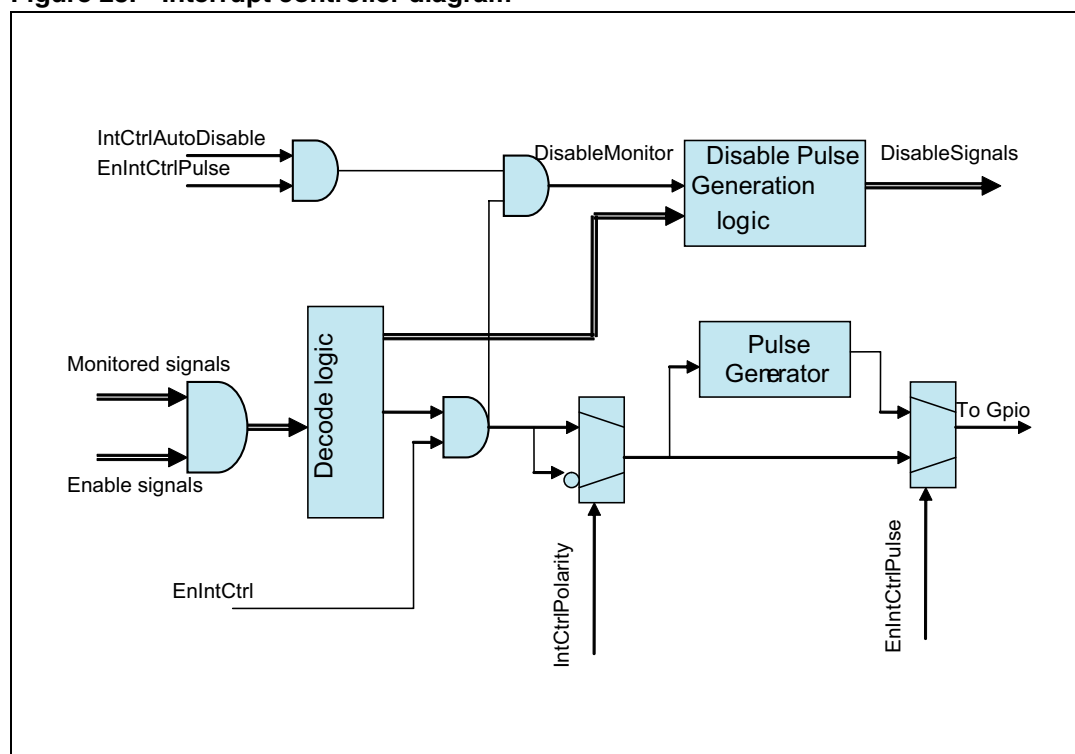 Figure 28. Interrupt controller diagram
IntCtrlAutoDisable
EnIntCtrlPulse
DisableMonitor
Disable Pulse
Generation
logic
DisableSignals
Monitored signals
Enable signals
Decode logic
Pulse
Generator
To Gpio
EnIntCtrl
IntCtrlPolarity
EnIntCtrlPulse